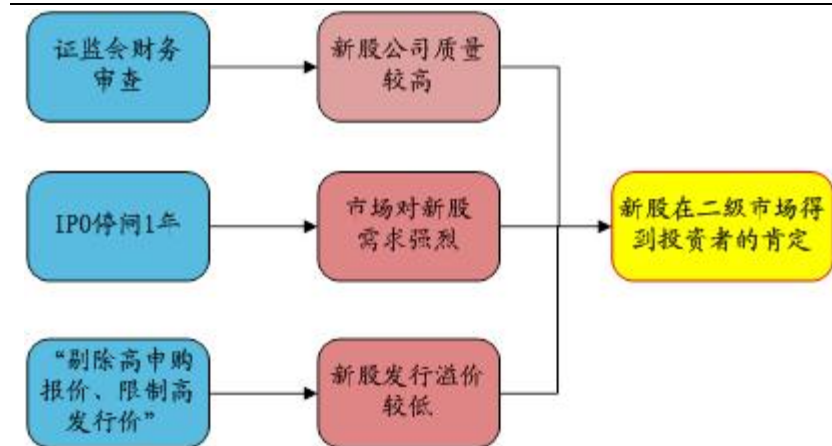 证监会财务
审查
新股公司质量
较高
IPO停闸1年
市场对新股
需求强烈
新股在二级市场得
到投资者的肯定
“剔除高申购
报价、限制高
发行价”
新股发行溢价
较低